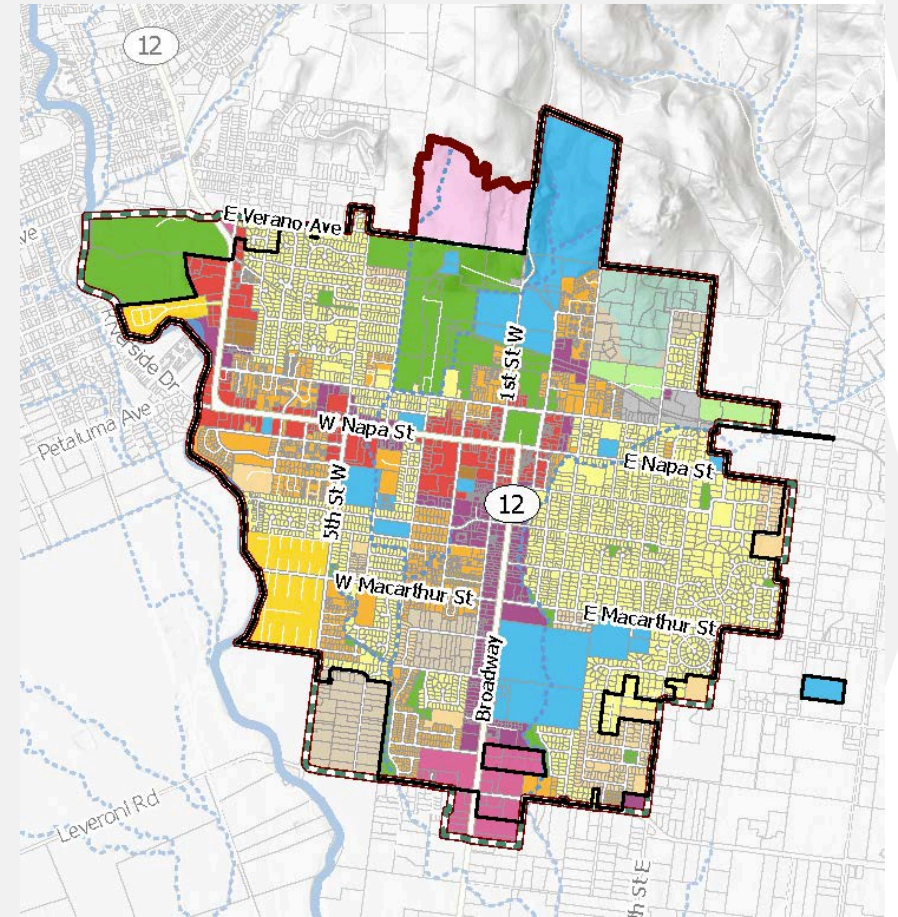 12
E Verano Ave
Riverside Dr
Petaluma Ave
1st St W
W Napa St
E Napa St
5th St W
12
W Macarthur St
E Macarthur St
Broadway
Leveroni Rd